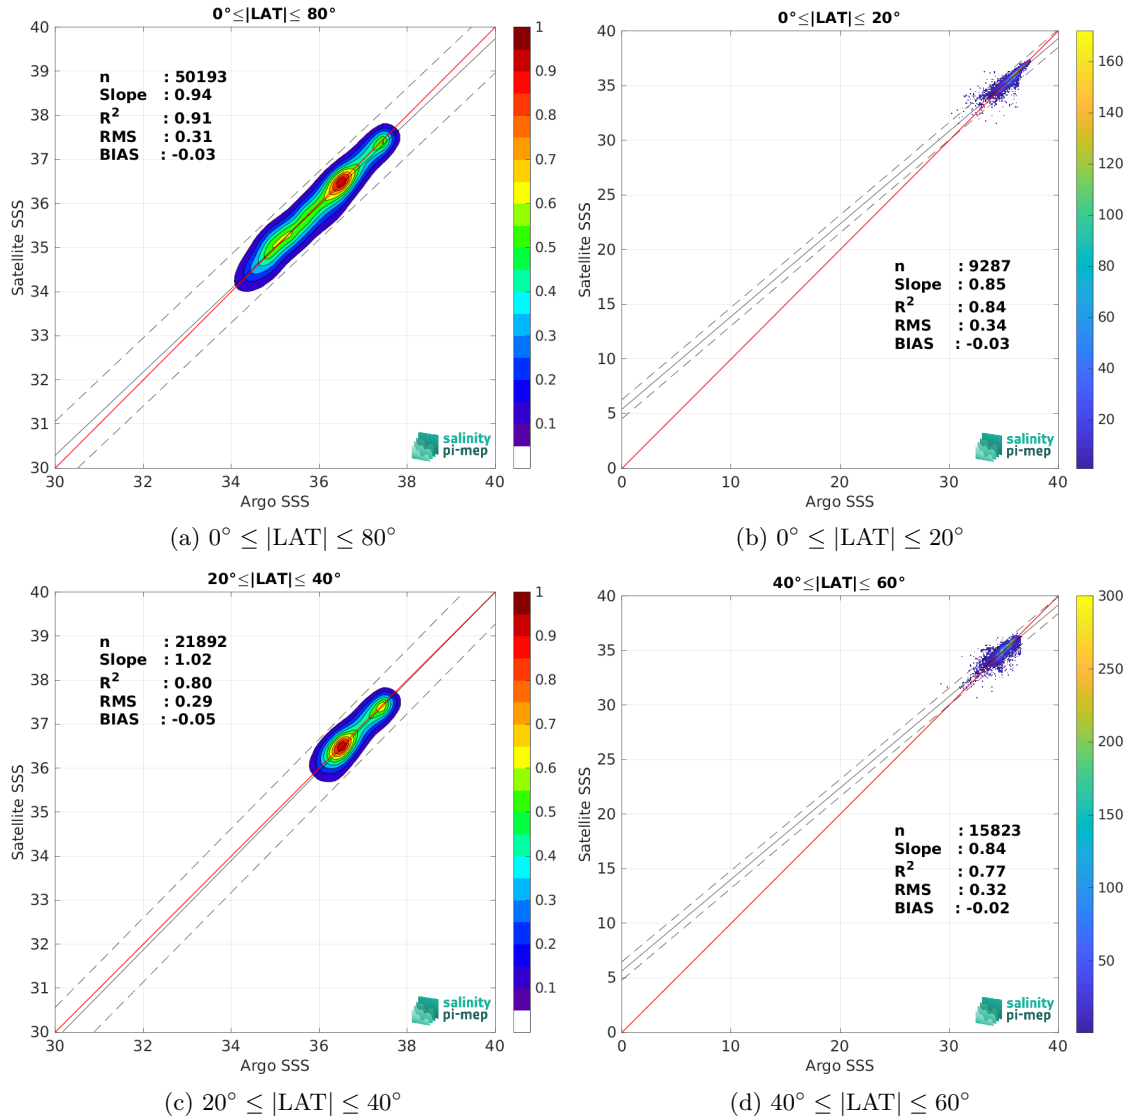 0°≤|LAT|≤ 80°
40
39
38
37
36
35
34
33
32
31
30
Satellite SSS
n : 50193
Slope : 0.94
R² : 0.91
RMS : 0.31
BIAS : -0.03
salinity
pi-mep
30 32 34 36 38 40
Argo SSS
1
0.9
0.8
0.7
0.6
0.5
0.4
0.3
0.2
0.1
(a) 0° ≤ |LAT| ≤ 80°
0°≤|LAT|≤ 20°
40
35
30
25
20
15
10
5
0
Satellite SSS
n : 9287
Slope : 0.85
R² : 0.84
RMS : 0.34
BIAS : -0.03
salinity
pi-mep
0 10 20 30 40
Argo SSS
160
140
120
100
80
60
40
20
(b) 0° ≤ |LAT| ≤ 20°
20°≤|LAT|≤ 40°
40
39
38
37
36
35
34
33
32
31
30
Satellite SSS
n : 21892
Slope : 1.02
R² : 0.80
RMS : 0.29
BIAS : -0.05
salinity
pi-mep
30 32 34 36 38 40
Argo SSS
1
0.9
0.8
0.7
0.6
0.5
0.4
0.3
0.2
0.1
(c) 20° ≤ |LAT| ≤ 40°
40°≤|LAT|≤ 60°
40
35
30
25
20
15
10
5
0
Satellite SSS
n : 15823
Slope : 0.84
R² : 0.77
RMS : 0.32
BIAS : -0.02
salinity
pi-mep
0 10 20 30 40
Argo SSS
300
250
200
150
100
50
(d) 40° ≤ |LAT| ≤ 60°